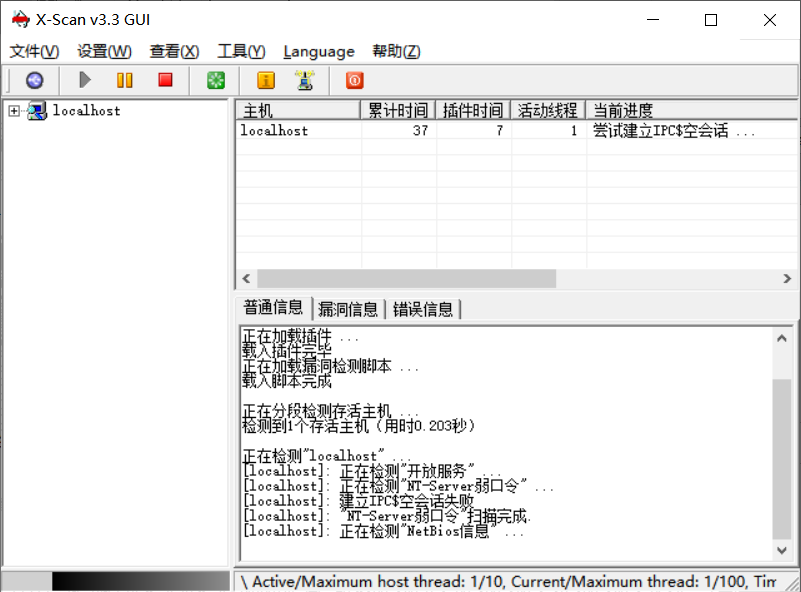 X-Scan v3.3 GUI
文件(V) 设置(W) 查看(X) 工具(Y) Language 帮助(Z)
localhost
主机 累计时间 插件时间 活动线程 当前进度
localhost 37 7 1 尝试建立IPC$空会话 ...
普通信息 漏洞信息 错误信息
正在加载插件 ...
载入插件完毕
正在加载漏洞检测脚本 ...
载入脚本完成
正在分段检测存活主机 ...
检测到1个存活主机（用时0.203秒）
正在检测"localhost" ...
[localhost]: 正在检测"开放服务" ...
[localhost]: 正在检测"NT-Server弱口令" ...
[localhost]: 建立IPC$空会话失败
[localhost]: "NT-Server弱口令"扫描完成.
[localhost]: 正在检测"NetBios信息" ...
\ Active/Maximum host thread: 1/10, Current/Maximum thread: 1/100, Tim